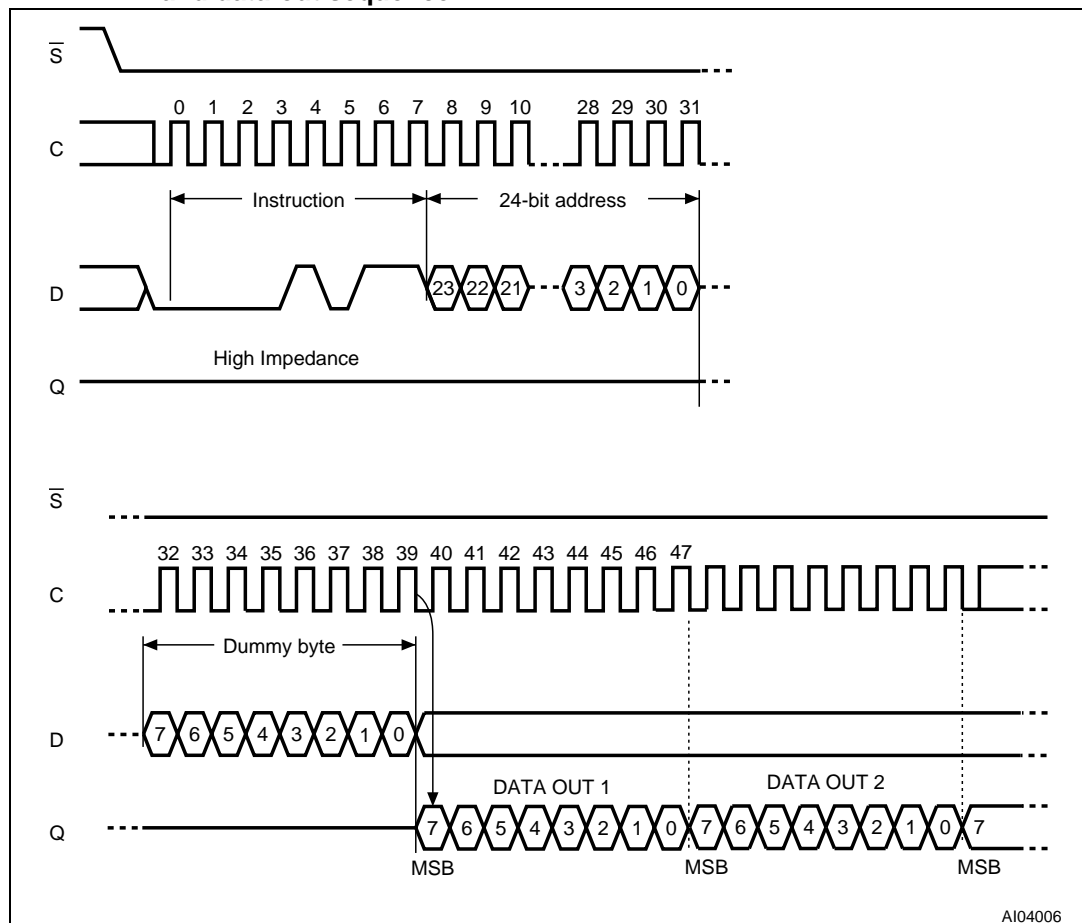 S
0 1 2 3 4 5 6 7 8 9 10 28 29 30 31
C
Instruction 24-bit address
D 23 22 21 3 2 1 0
High Impedance
Q
S
32 33 34 35 36 37 38 39 40 41 42 43 44 45 46 47
C
Dummy byte
D 7 6 5 4 3 2 1 0
DATA OUT 1 DATA OUT 2
Q 7 6 5 4 3 2 1 0 7 6 5 4 3 2 1 0 7
MSB MSB MSB
AI04006